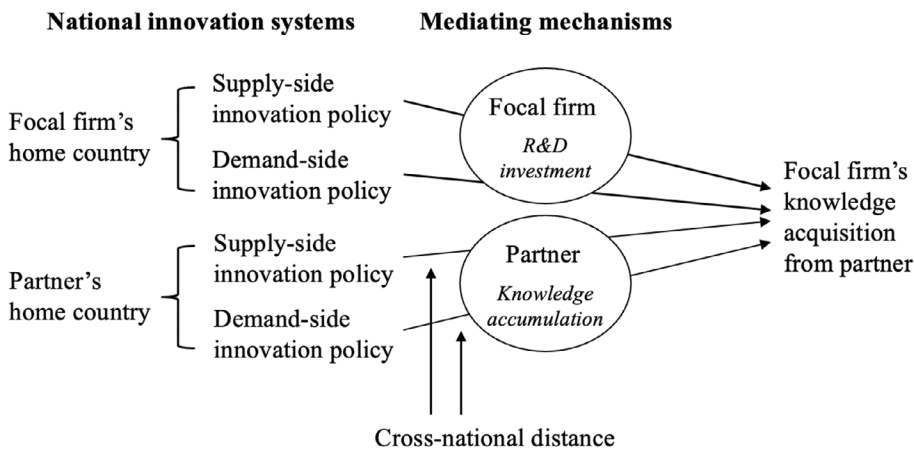 National innovation systems
Mediating mechanisms
Focal firm's
home country
Supply-side
innovation policy
Demand-side
innovation policy
Focal firm
R&D
investment
Partner's
home country
Supply-side
innovation policy
Demand-side
innovation policy
Partner
Knowledge
accumulation
Focal firm's
knowledge
acquisition
from partner
Cross-national distance